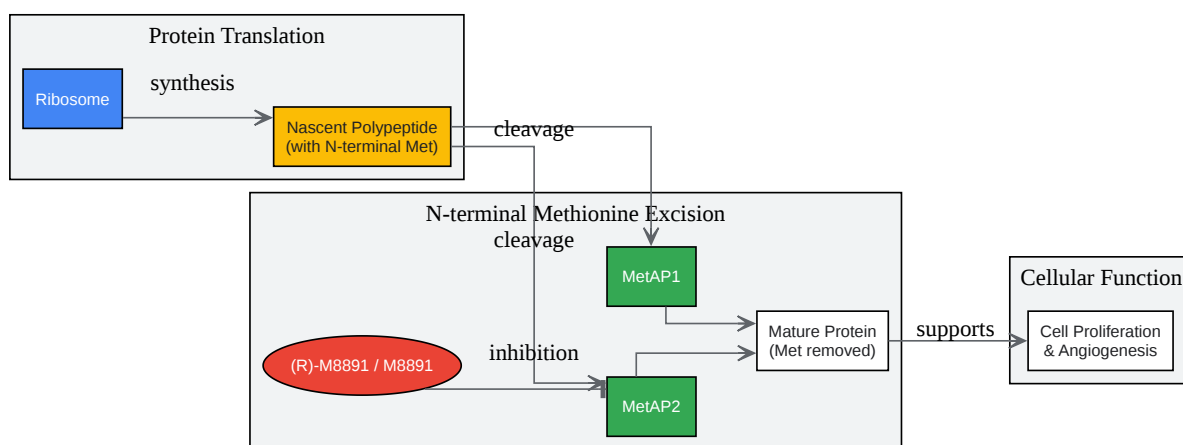 Protein Translation
Ribosome
synthesis
Nascent Polypeptide
(with N-terminal Met)
cleavage
N-terminal Methionine Excision
cleavage
MetAP1
Cellular Function
Mature Protein
(Met removed)
supports
Cell Proliferation
& Angiogenesis
(R)-M8891 / M8891
inhibition
MetAP2